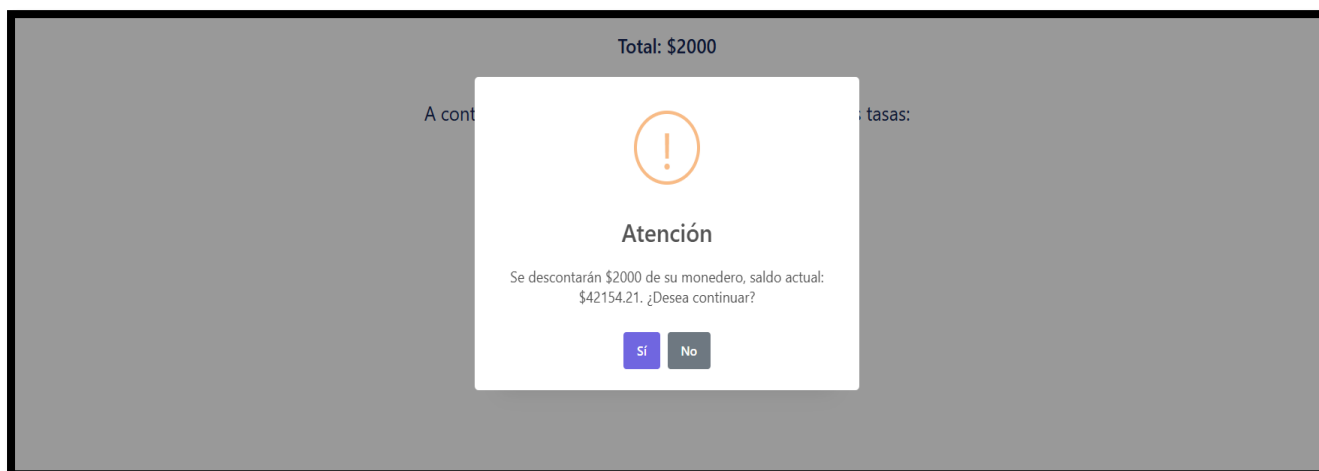 Total: $2000
A cont
tasas:
Atención
Se descontarán $2000 de su monedero, saldo actual:
$42154.21. ¿Desea continuar?
Sí
No